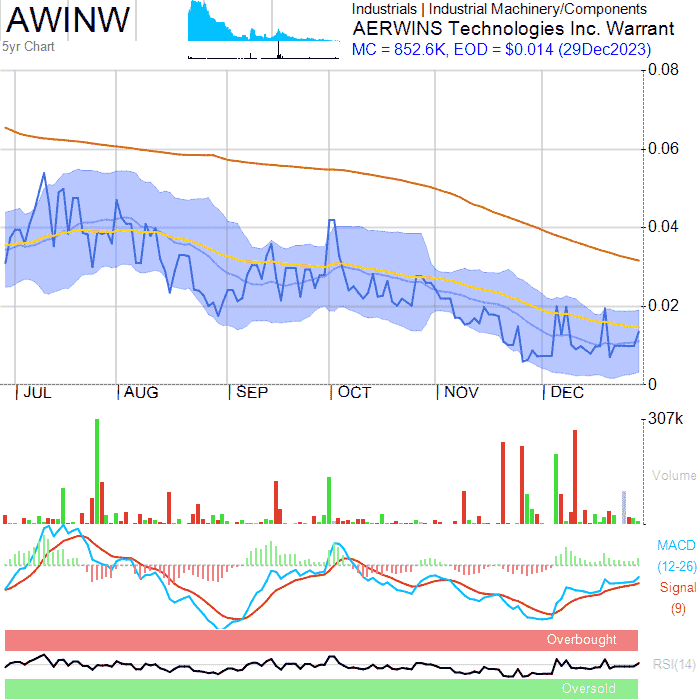 AWINW
5yr Chart
Industrials | Industrial Machinery/Components
AERWINS Technologies Inc. Warrant
MC = 852.6K, EOD = $0.014 (29Dec2023)
0.08
0.06
0.04
0.02
0
JUL AUG SEP OCT NOV DEC
307k
Volume
MACD
(12-26)
Signal
(9)
Overbought
RSI(14)
Oversold